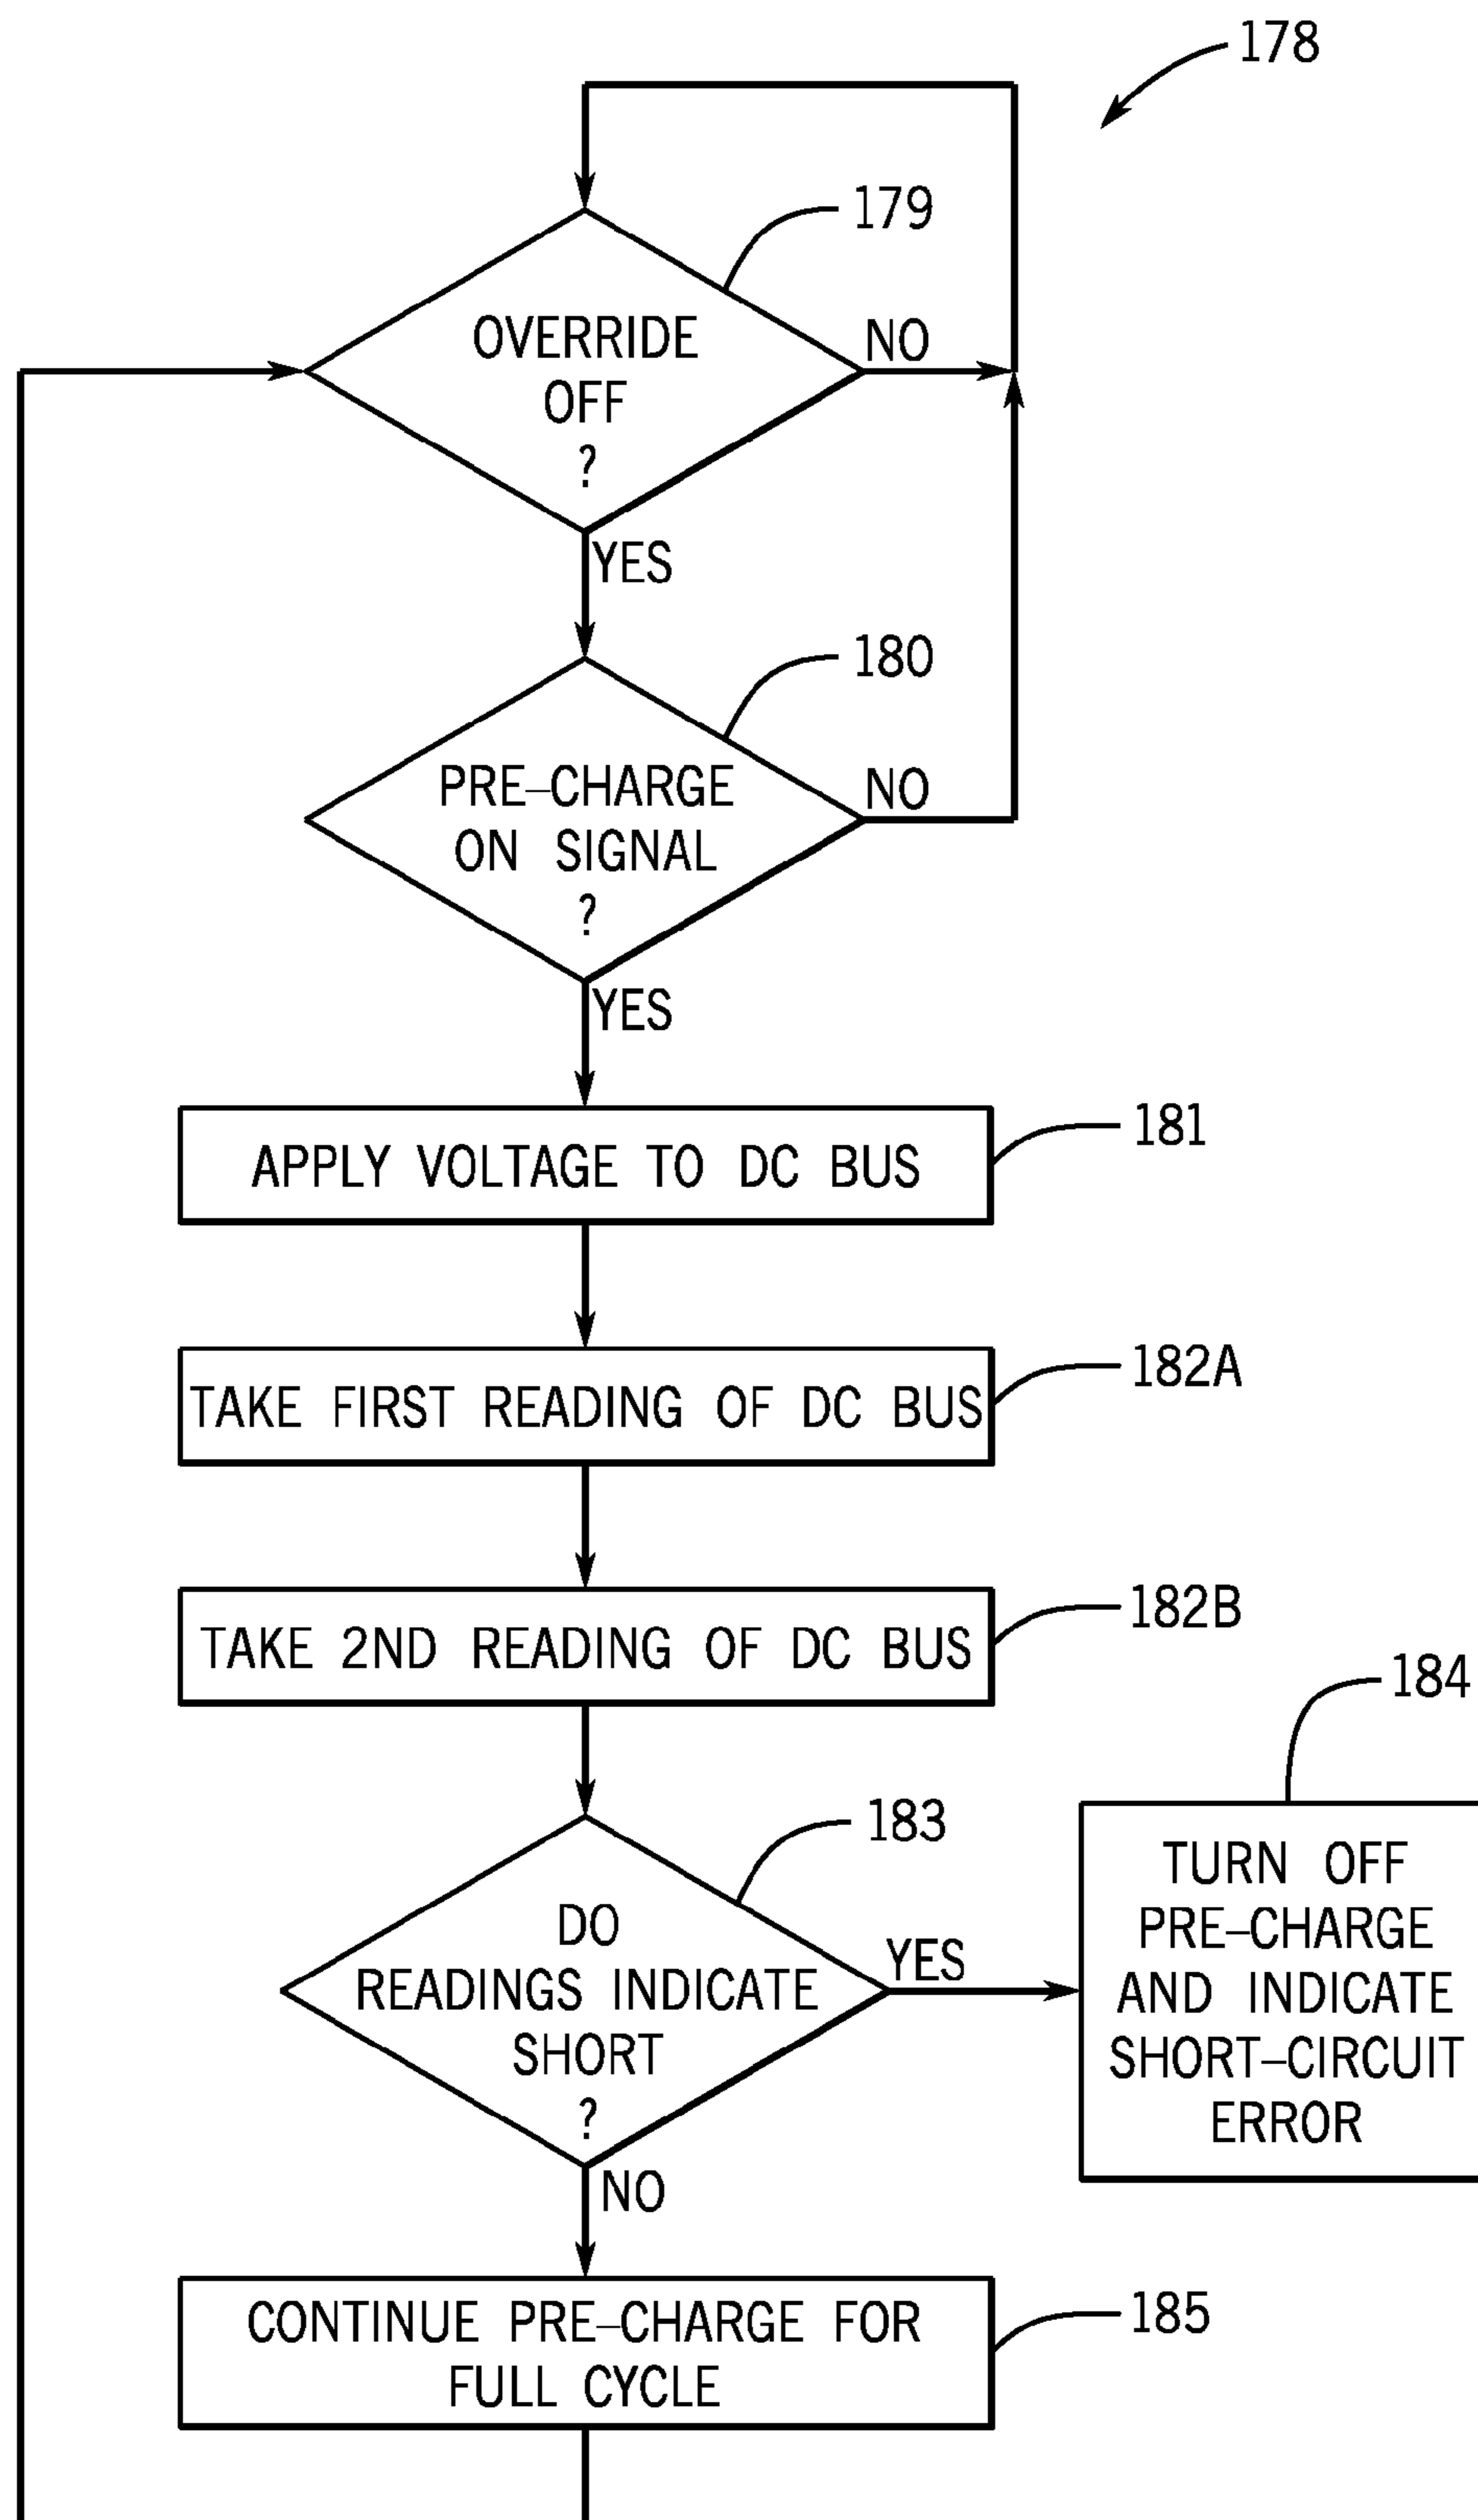 178
179
OVERRIDE
OFF
?
NO
YES
180
PRE-CHARGE
ON SIGNAL
?
NO
YES
APPLY VOLTAGE TO DC BUS
181
TAKE FIRST READING OF DC BUS
182A
TAKE 2ND READING OF DC BUS
182B
183
DO
READINGS INDICATE
SHORT
?
YES
NO
184
TURN OFF
PRE-CHARGE
AND INDICATE
SHORT-CIRCUIT
ERROR
CONTINUE PRE-CHARGE FOR
FULL CYCLE
185